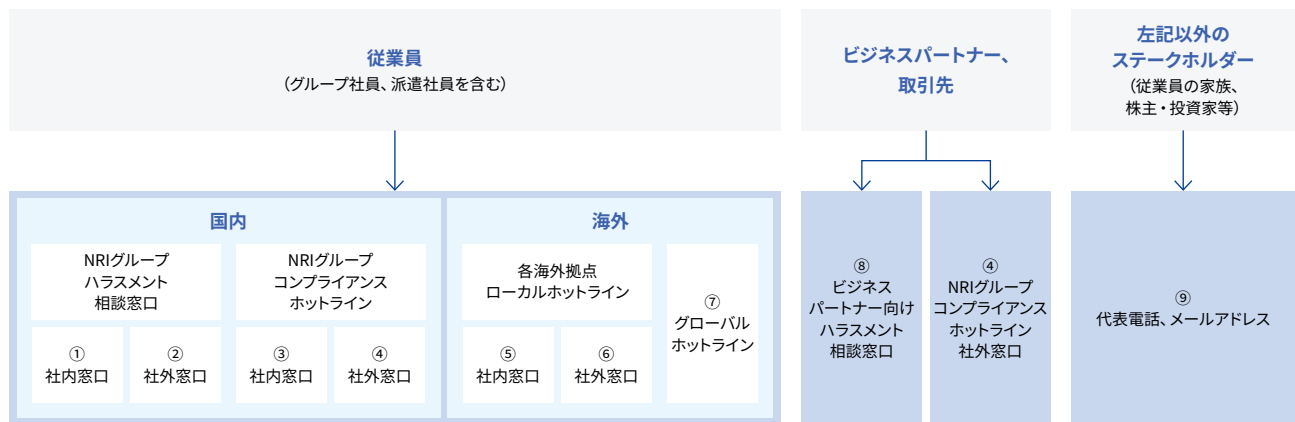 従業員
（グループ社員、派遣社員を含む）
ビジネスパートナー、
取引先
左記以外の
ステークホルダー
（従業員の家族、
株主・投資家等）
国内
NRIグループ
ハラスメント
相談窓口
NRIグループ
コンプライアンス
ホットライン
①
社内窓口
②
社外窓口
③
社内窓口
④
社外窓口
海外
各海外拠点
ローカルホットライン
⑤
社内窓口
⑥
社外窓口
⑦
グローバル
ホットライン
⑧
ビジネス
パートナー向け
ハラスメント
相談窓口
④
NRIグループ
コンプライアンス
ホットライン
社外窓口
⑨
代表電話、メールアドレス